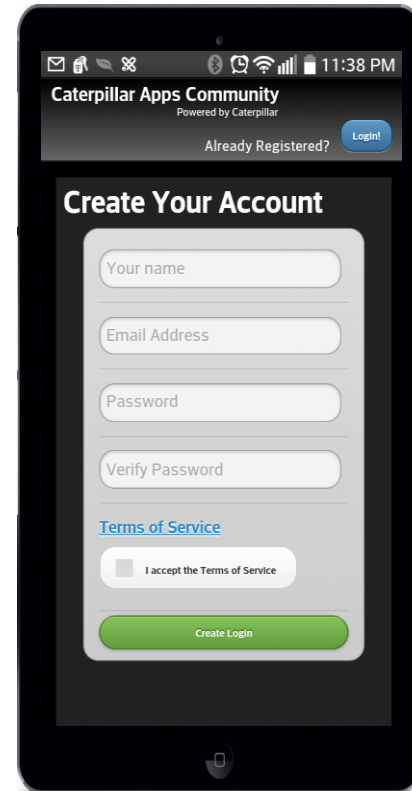 11:38 PM
Caterpillar Apps Community
Powered by Caterpillar
Already Registered?
Login!
Create Your Account
Your name
Email Address
Password
Verify Password
Terms of Service
I accept the Terms of Service
Create Login